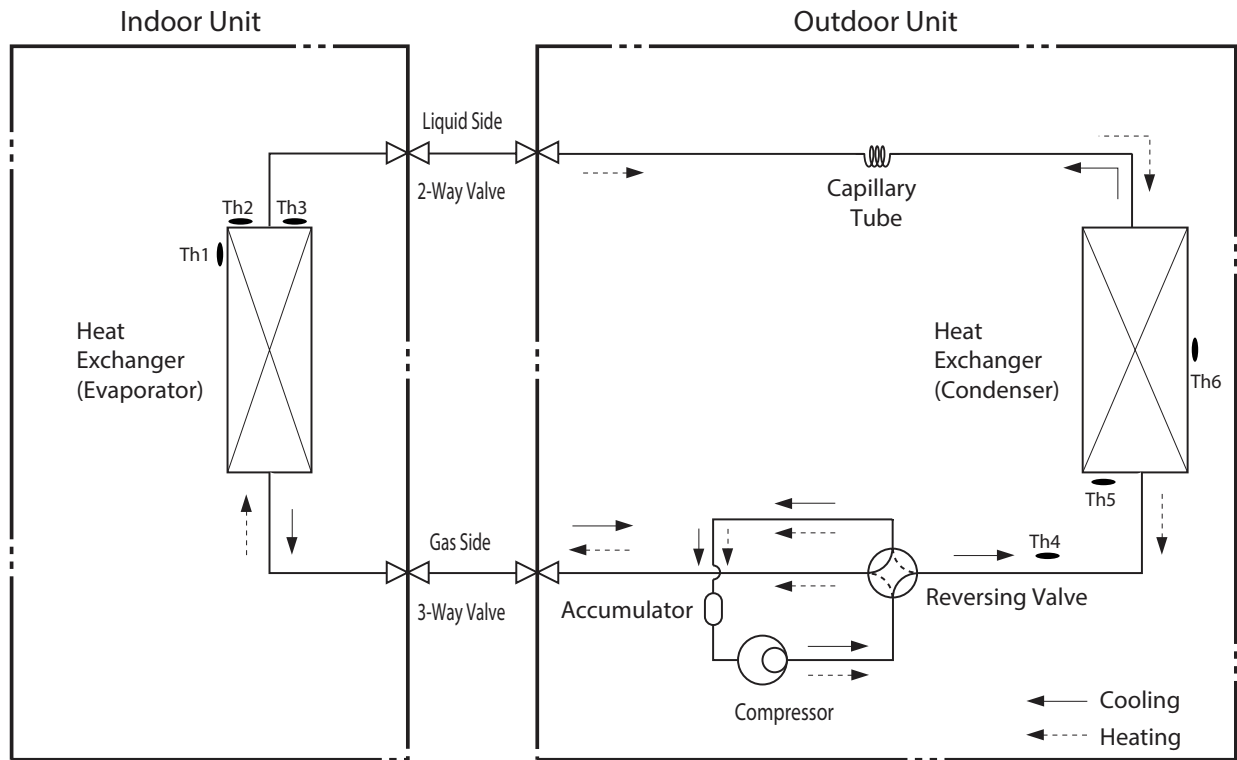 Indoor Unit
Outdoor Unit
Liquid Side
2-Way Valve
Capillary
Tube
Th2
Th3
Th1
Heat
Exchanger
(Evaporator)
Heat
Exchanger
(Condenser)
Th6
Th5
Th4
Gas Side
3-Way Valve
Accumulator
Reversing Valve
Compressor
Cooling
Heating